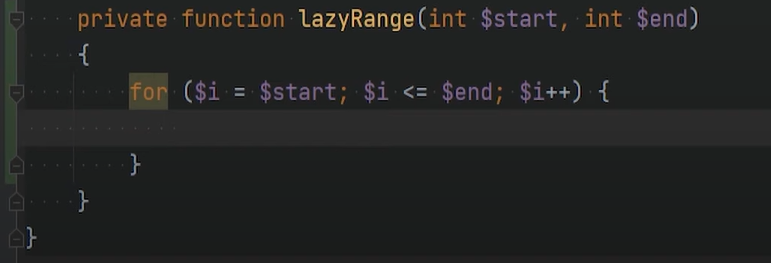 private function lazyRange(int $start, int $end)
{
for ($i = $start; $i <= $end; $i++) {
}
}
}